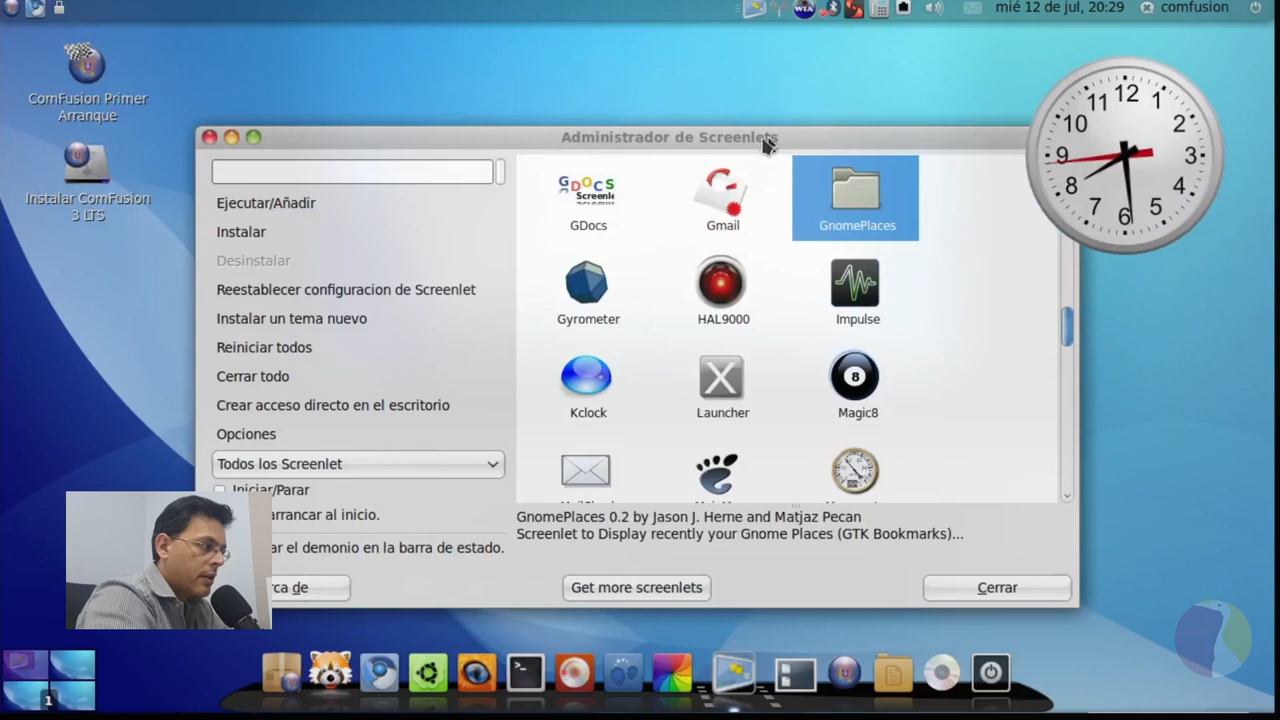 WIA
mié 12 de jul, 20:29
comfusion
ComFusion Primer
Arranque
Instalar ComFusion
3 LTS
Administrador de Screenlets
Ejecutar/Añadir
Instalar
Desinstalar
Reestablecer configuracion de Screenlet
Instalar un tema nuevo
Reiniciar todos
Cerrar todo
Crear acceso directo en el escritorio
Opciones
Todos los Screenlet
Iniciar/Parar
arrancar al inicio.
ar el demonio en la barra de estado.
rca de
GDOCS
Screenle
GDocs
Gmail
GnomePlaces
Gyrometer
HAL9000
Impulse
X
8
Kclock
Launcher
Magic8
GnomePlaces 0.2 by Jason J. Herne and Matjaz Pecan
Screenlet to Display recently your Gnome Places (GTK Bookmarks)...
Get more screenlets
Cerrar
12
1
2
3
4
5
6
7
8
9
10
11
1